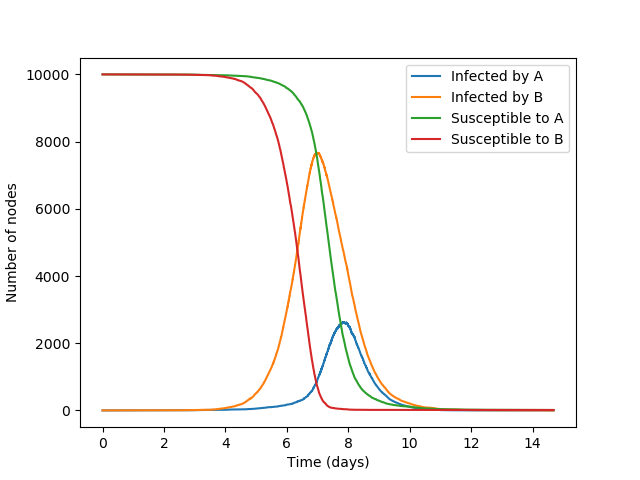 Infected by A
Infected by B
Susceptible to A
Susceptible to B
Number of nodes
10000
8000
6000
4000
2000
0
0 2 4 6 8 10 12 14
Time (days)